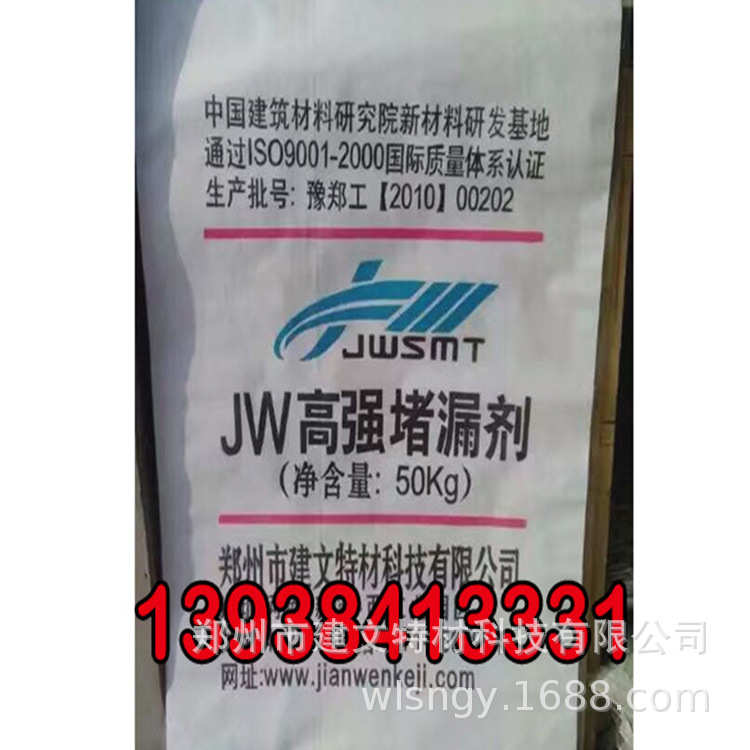 中国建筑材料研究院新材料研发基地
通过ISO9001-2000国际质量体系认证
生产批号：豫郑工【2010】00202
JWSMT
JW高强堵漏剂
（净含量：50Kg）
郑州市建文特材科技有限公司
13938413331
郑州市建文特材科技有限公司
网址:www.jianwenkeji.com
wlsngy.1688.com